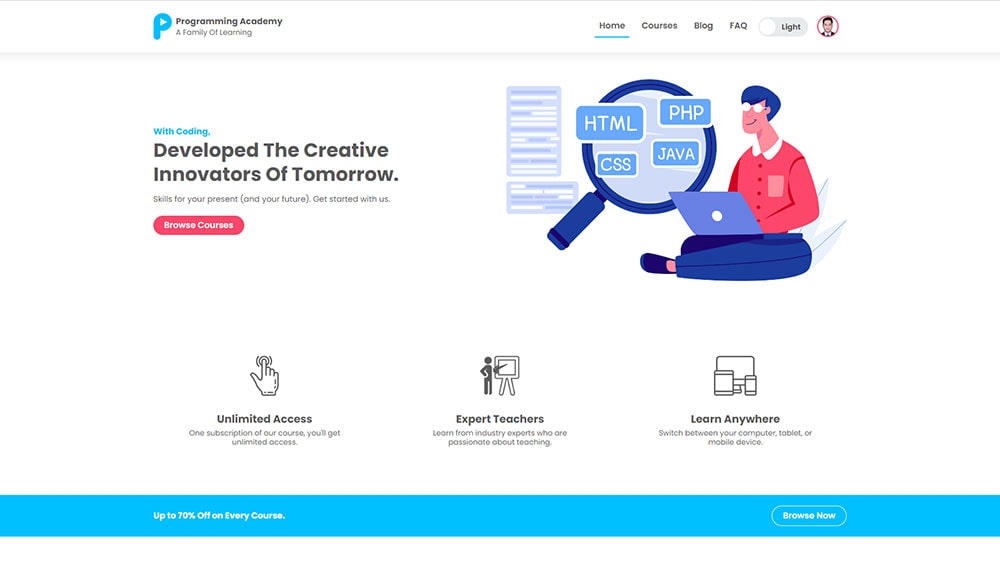 Programming Academy
A Family Of Learning
Home Courses Blog FAQ Light
With Coding,
Developed The Creative
Innovators Of Tomorrow.
Skills for your present (and your future). Get started with us.
Browse Courses
HTML
PHP
CSS
JAVA
Unlimited Access
One subscription of our course, you'll get
unlimited access.
Expert Teachers
Learn from industry experts who are
passionate about teaching.
Learn Anywhere
Switch between your computer, tablet, or
mobile device.
Up to 70% Off on Every Course.
Browse Now